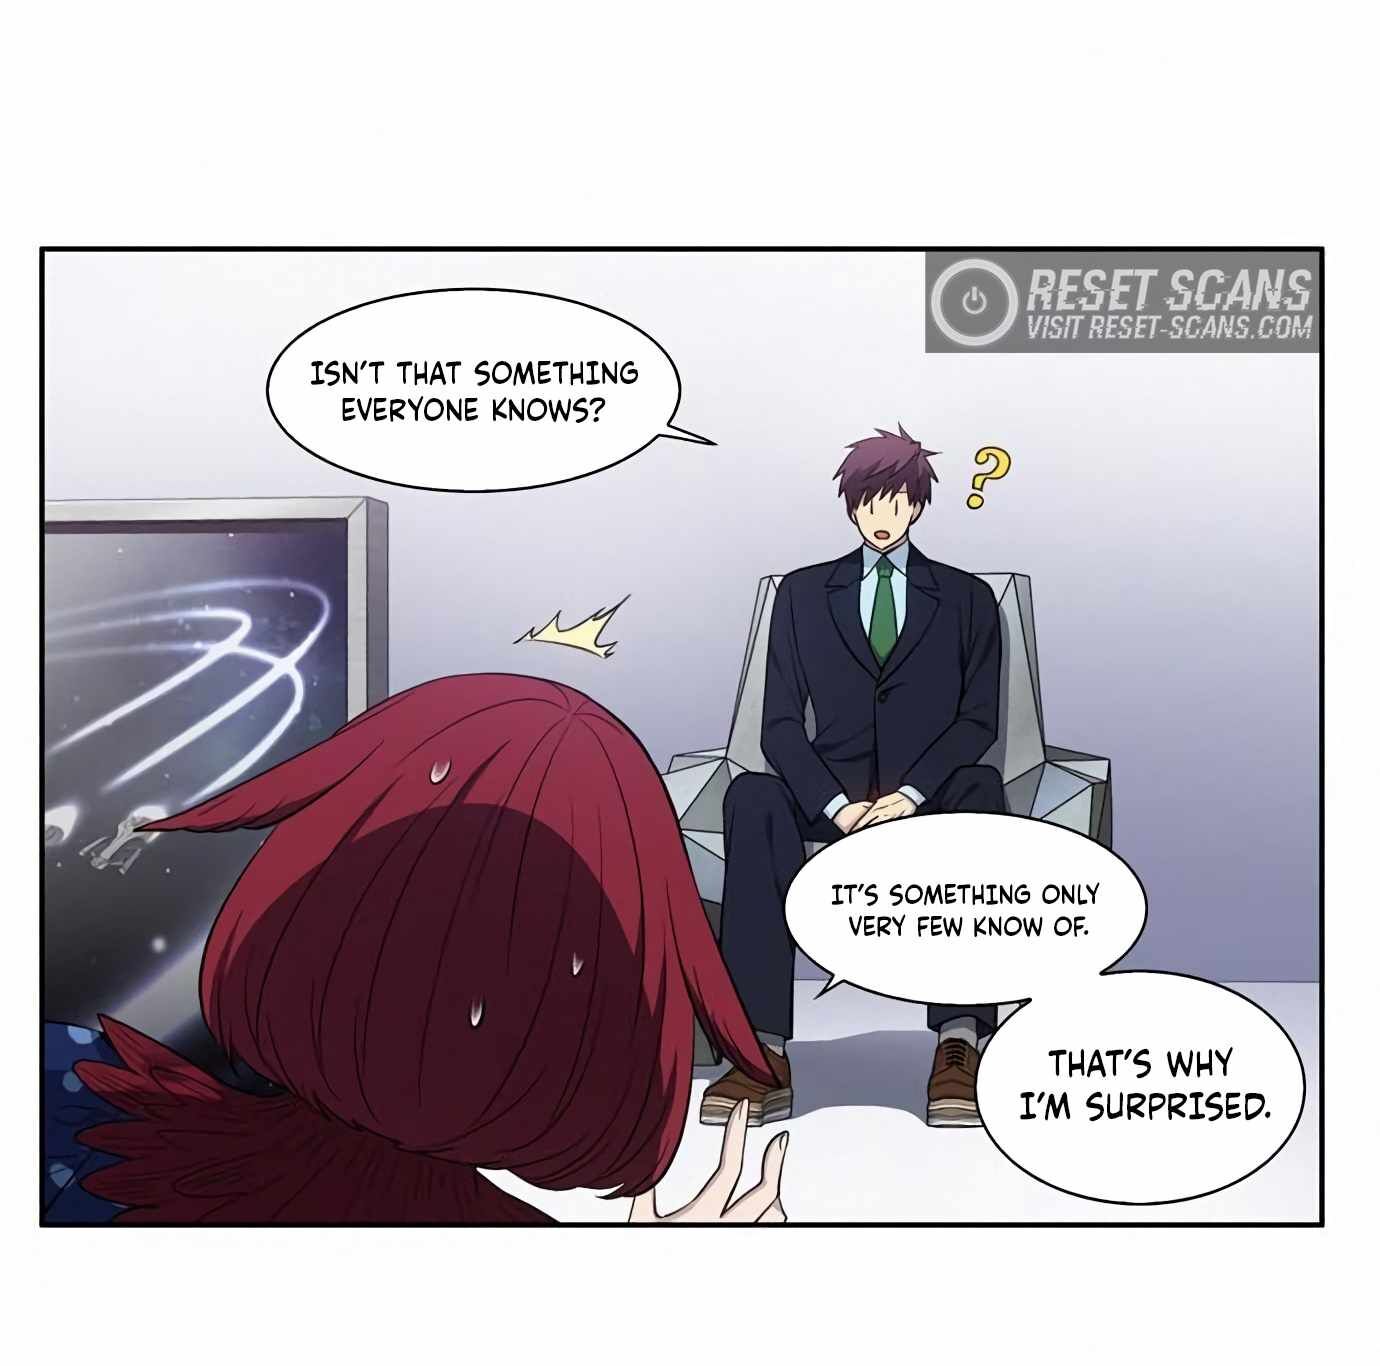 RESET SCANS
VISIT RESET-SCANS.COM
ISN'T THAT SOMETHING
EVERYONE KNOWS?
?
IT'S SOMETHING ONLY
VERY FEW KNOW OF.
THAT'S WHY
I'M SURPRISED.